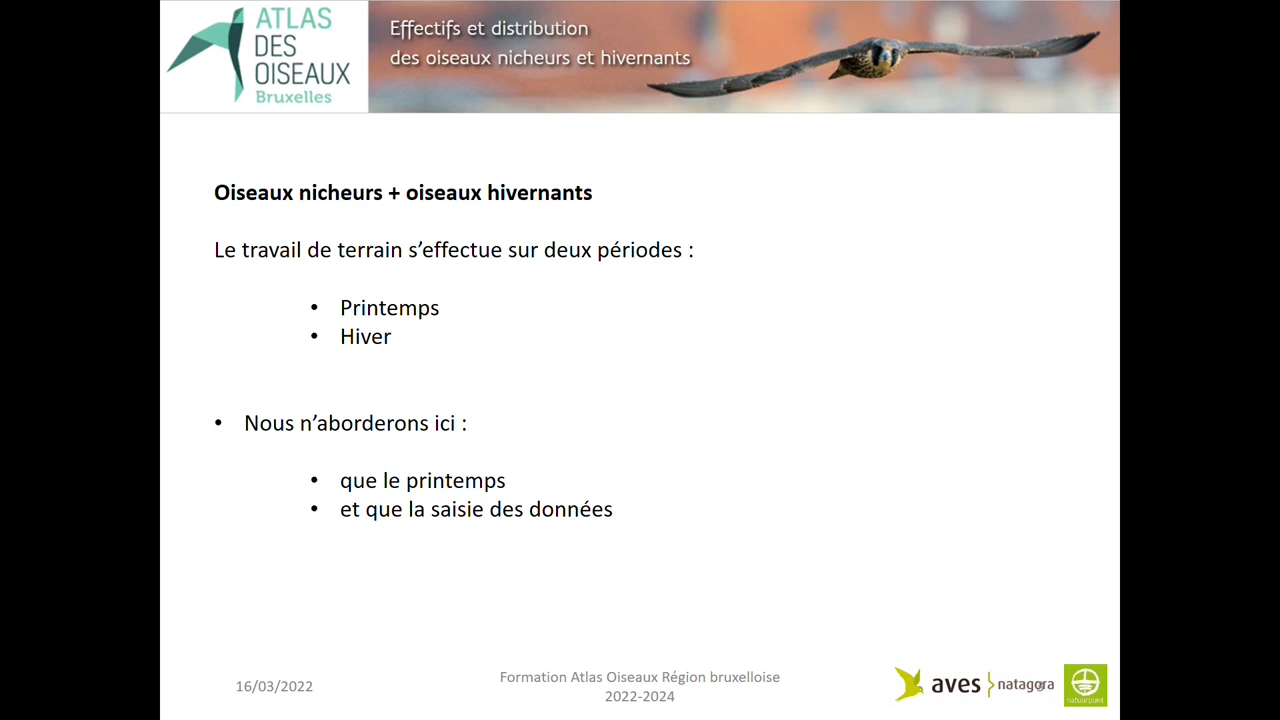 ATLAS
DES
OISEAUX
Bruxelles
Effectifs et distribution
des oiseaux nicheurs et hivernants
Oiseaux nicheurs + oiseaux hivernants
Le travail de terrain s’effectue sur deux périodes :
• Printemps
• Hiver
• Nous n’aborderons ici :
• que le printemps
• et que la saisie des données
16/03/2022
Formation Atlas Oiseaux Région bruxelloise
2022-2024
aves
natagora
natuurpunt